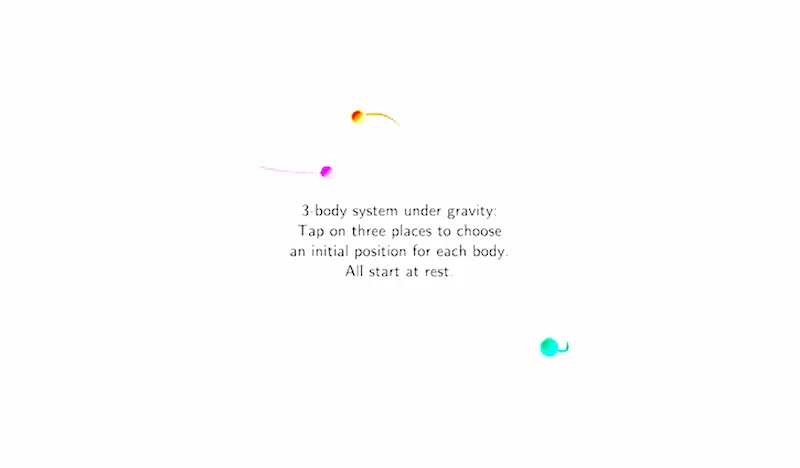 3-body system under gravity:
Tap on three places to choose
an initial position for each body.
All start at rest.